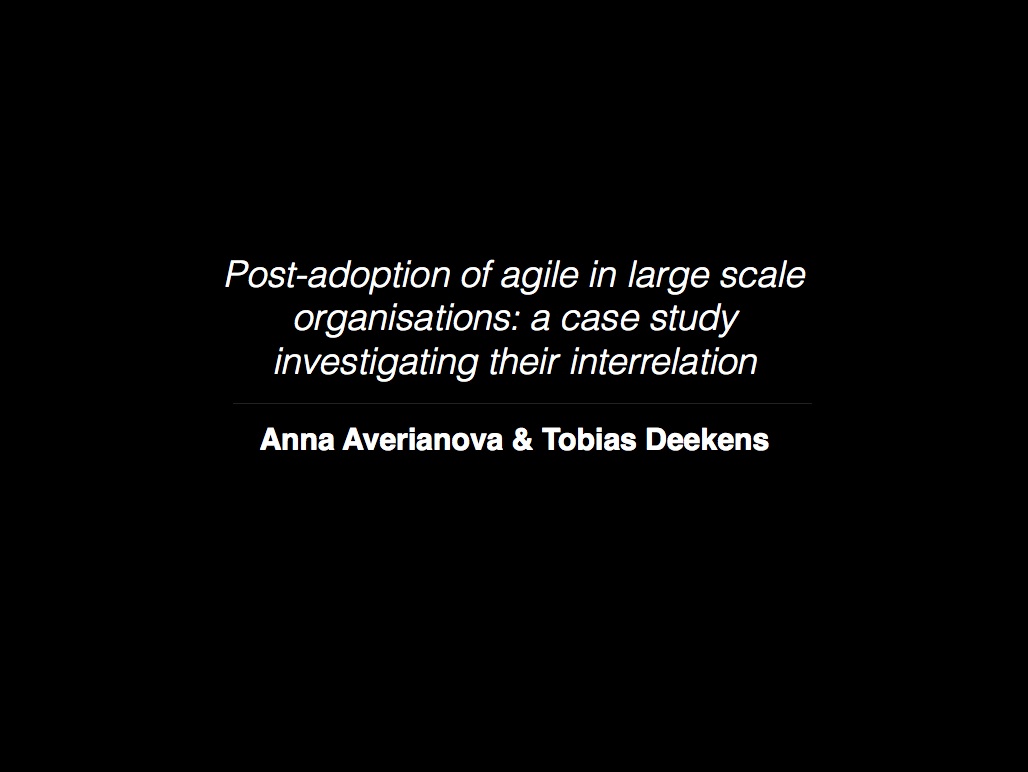 Post-adoption of agile in large scale
organisations: a case study
investigating their interrelation
Anna Averianova & Tobias Deekens